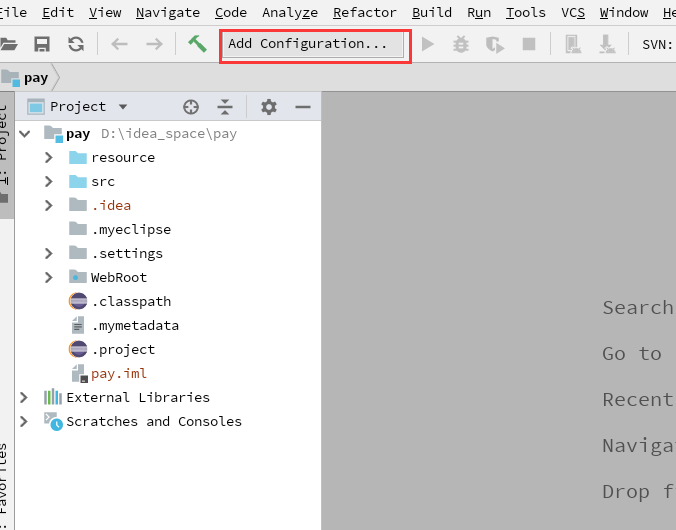 File Edit View Navigate Code Analyze Refactor Build Run Tools VCS Window
Add Configuration... SVN:
pay
Project
1: Project
pay D:\idea_space\pay
resource
src
.idea
.myeclipse
.settings
WebRoot
.classpath
.mymetadata
.project
pay.iml
External Libraries
Scratches and Consoles
Search
Go to
Recent
Naviga
Drop f
: Favorites